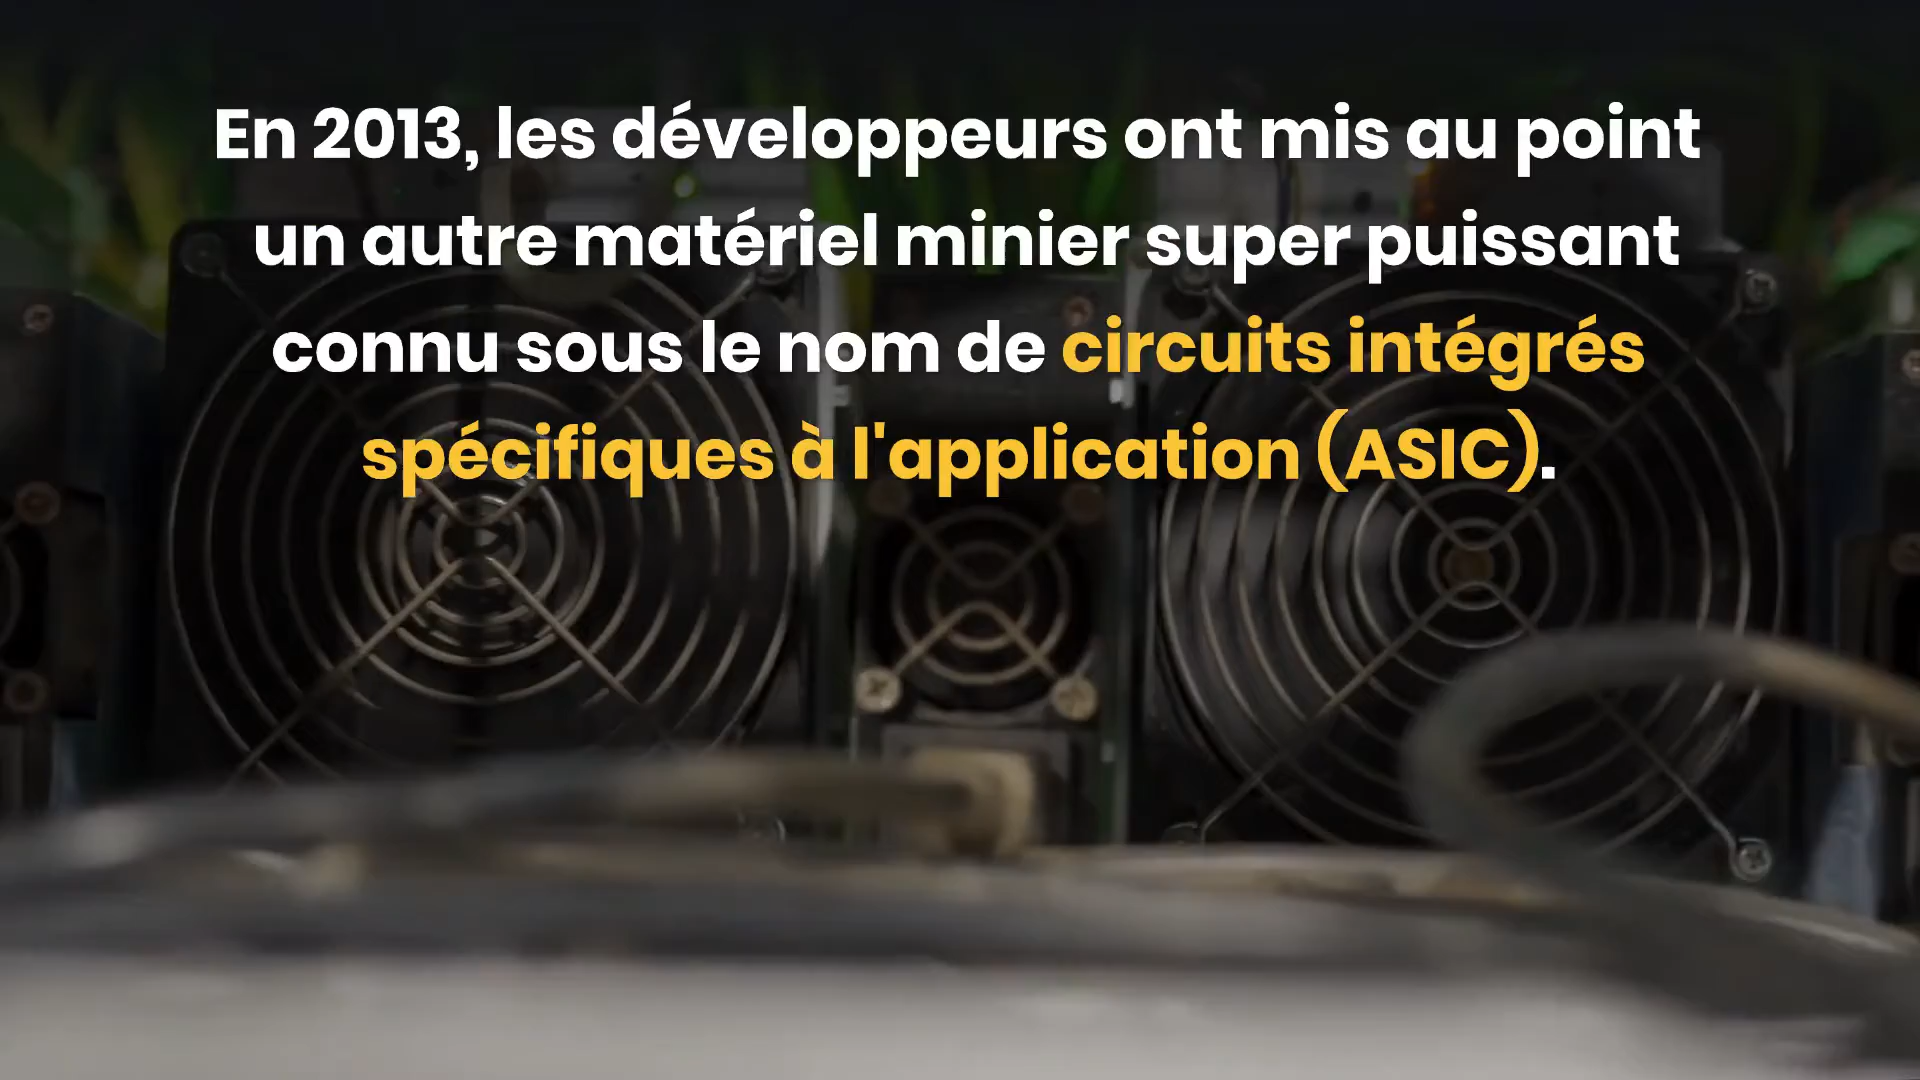 En 2013, les développeurs ont mis au point
un autre matériel minier super puissant
connu sous le nom de circuits intégrés
spécifiques à l'application (ASIC).